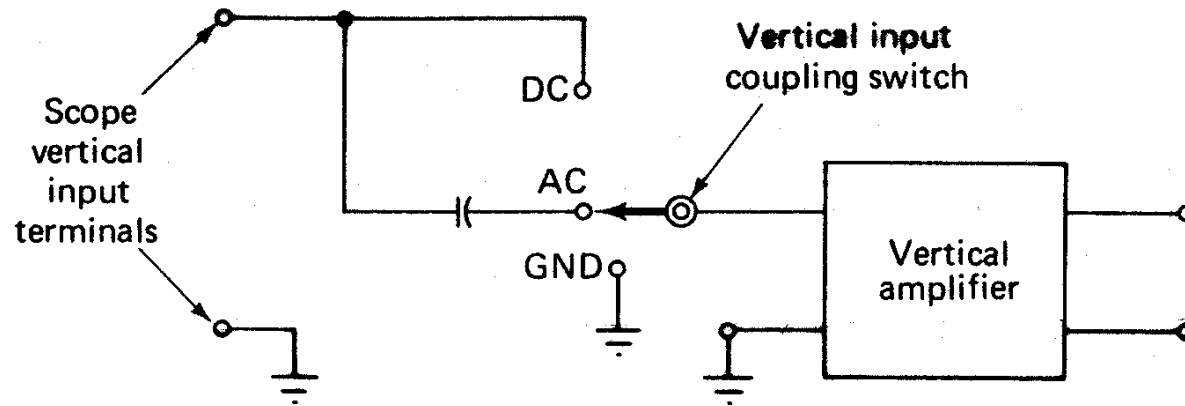 Vertical input
coupling switch
DC
Scope
vertical
input
terminals
AC
GND
Vertical
amplifier